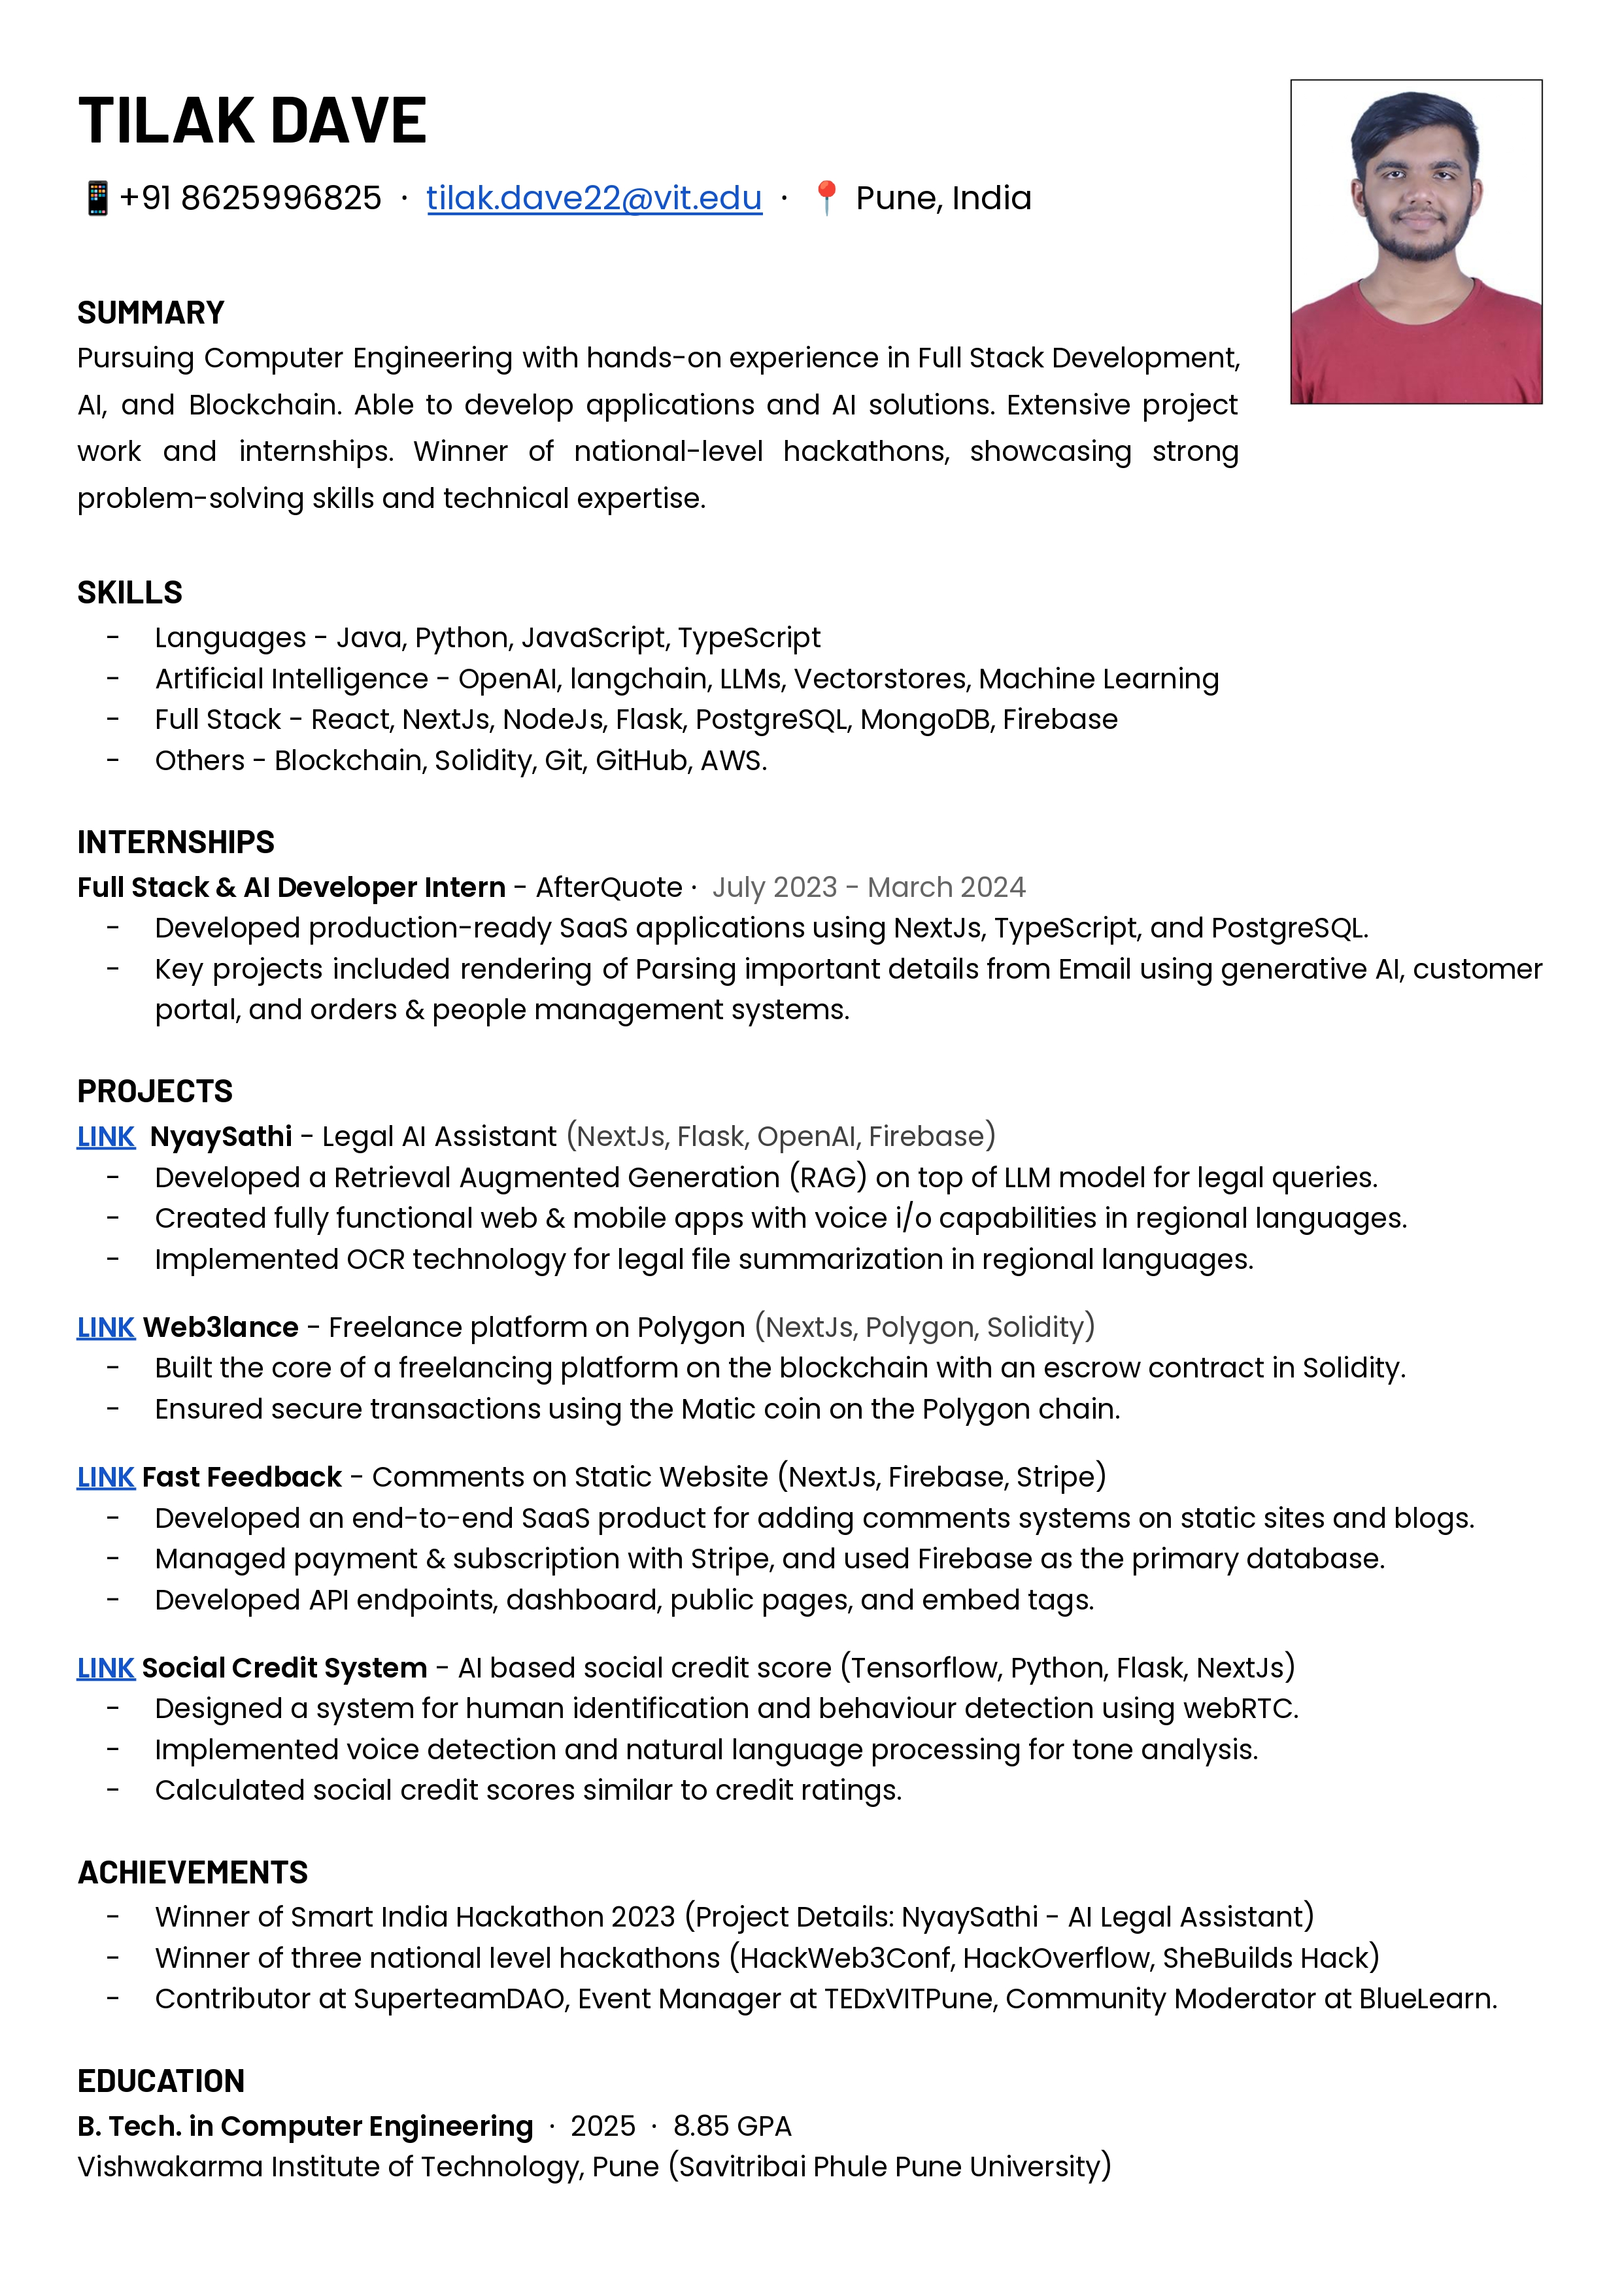 TILAK DAVE
📱+91 8625996825 · tilak.dave22@vit.edu · 📍 Pune, India
SUMMARY
Pursuing Computer Engineering with hands-on experience in Full Stack Development,
AI, and Blockchain. Able to develop applications and AI solutions. Extensive project
work and internships. Winner of national-level hackathons, showcasing strong
problem-solving skills and technical expertise.
SKILLS
- Languages - Java, Python, JavaScript, TypeScript
- Artificial Intelligence - OpenAI, langchain, LLMs, Vectorstores, Machine Learning
- Full Stack - React, NextJs, NodeJs, Flask, PostgreSQL, MongoDB, Firebase
- Others - Blockchain, Solidity, Git, GitHub, AWS.
INTERNSHIPS
Full Stack & AI Developer Intern - AfterQuote · July 2023 - March 2024
- Developed production-ready SaaS applications using NextJs, TypeScript, and PostgreSQL.
- Key projects included rendering of Parsing important details from Email using generative AI, customer
portal, and orders & people management systems.
PROJECTS
LINK NyaySathi - Legal AI Assistant (NextJs, Flask, OpenAI, Firebase)
- Developed a Retrieval Augmented Generation (RAG) on top of LLM model for legal queries.
- Created fully functional web & mobile apps with voice i/o capabilities in regional languages.
- Implemented OCR technology for legal file summarization in regional languages.
LINK Web3lance - Freelance platform on Polygon (NextJs, Polygon, Solidity)
- Built the core of a freelancing platform on the blockchain with an escrow contract in Solidity.
- Ensured secure transactions using the Matic coin on the Polygon chain.
LINK Fast Feedback - Comments on Static Website (NextJs, Firebase, Stripe)
- Developed an end-to-end SaaS product for adding comments systems on static sites and blogs.
- Managed payment & subscription with Stripe, and used Firebase as the primary database.
- Developed API endpoints, dashboard, public pages, and embed tags.
LINK Social Credit System - AI based social credit score (Tensorflow, Python, Flask, NextJs)
- Designed a system for human identification and behaviour detection using webRTC.
- Implemented voice detection and natural language processing for tone analysis.
- Calculated social credit scores similar to credit ratings.
ACHIEVEMENTS
- Winner of Smart India Hackathon 2023 (Project Details: NyaySathi - AI Legal Assistant)
- Winner of three national level hackathons (HackWeb3Conf, HackOverflow, SheBuilds Hack)
- Contributor at SuperteamDAO, Event Manager at TEDxVITPune, Community Moderator at BlueLearn.
EDUCATION
B. Tech. in Computer Engineering · 2025 · 8.85 GPA
Vishwakarma Institute of Technology, Pune (Savitribai Phule Pune University)